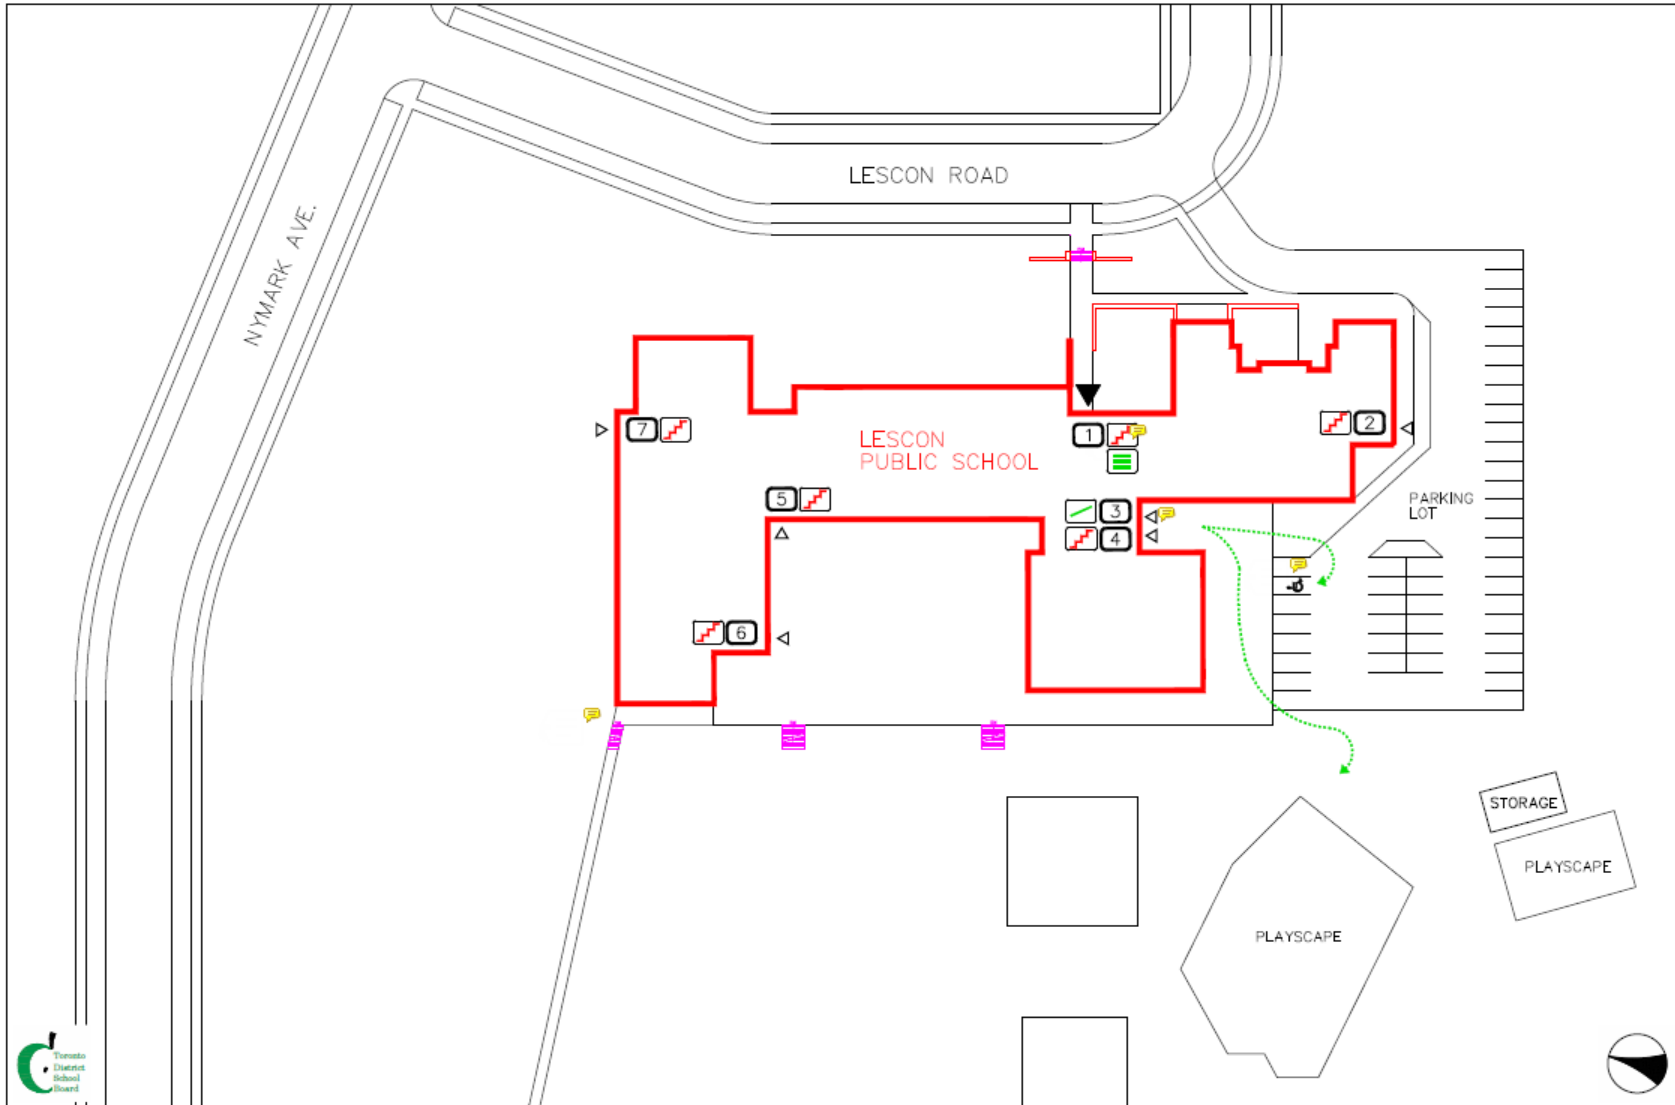 LESCON ROAD
NYMARK AVE.
7
LESCON
PUBLIC SCHOOL
1
2
5
3
4
PARKING
LOT
6
STORAGE
PLAYSCAPE
PLAYSCAPE
Toronto
District
School
Board